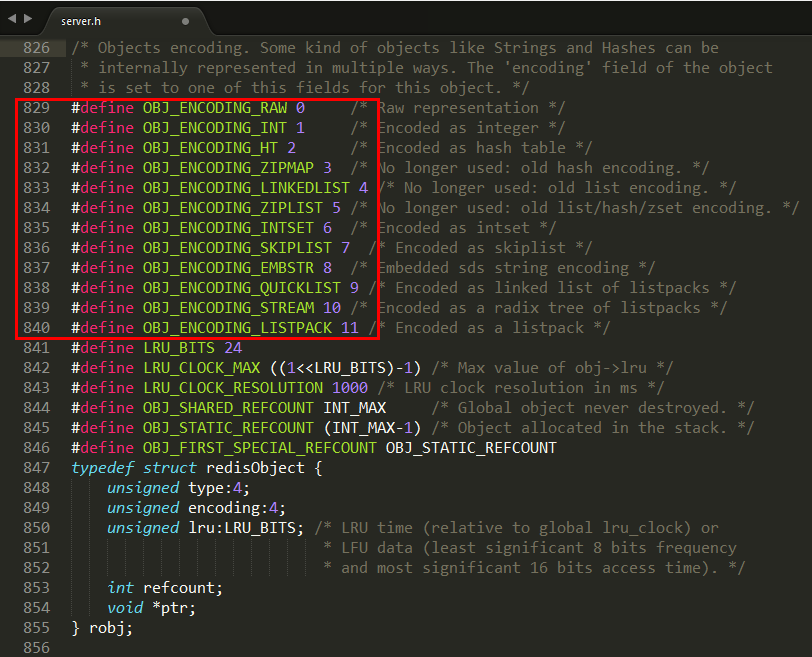 server.h
826 /* Objects encoding. Some kind of objects like Strings and Hashes can be
827  * internally represented in multiple ways. The 'encoding' field of the object
828  * is set to one of this fields for this object. */
829 #define OBJ_ENCODING_RAW 0     /* Raw representation */
830 #define OBJ_ENCODING_INT 1     /* Encoded as integer */
831 #define OBJ_ENCODING_HT 2      /* Encoded as hash table */
832 #define OBJ_ENCODING_ZIPMAP 3  /* No longer used: old hash encoding. */
833 #define OBJ_ENCODING_LINKEDLIST 4 /* No longer used: old list encoding. */
834 #define OBJ_ENCODING_ZIPLIST 5 /* No longer used: old list/hash/zset encoding. */
835 #define OBJ_ENCODING_INTSET 6  /* Encoded as intset */
836 #define OBJ_ENCODING_SKIPLIST 7  /* Encoded as skiplist */
837 #define OBJ_ENCODING_EMBSTR 8  /* Embedded sds string encoding */
838 #define OBJ_ENCODING_QUICKLIST 9 /* Encoded as linked list of listpacks */
839 #define OBJ_ENCODING_STREAM 10 /* Encoded as a radix tree of listpacks */
840 #define OBJ_ENCODING_LISTPACK 11 /* Encoded as a listpack */
841 #define LRU_BITS 24
842 #define LRU_CLOCK_MAX ((1<<LRU_BITS)-1) /* Max value of obj->lru */
843 #define LRU_CLOCK_RESOLUTION 1000 /* LRU clock resolution in ms */
844 #define OBJ_SHARED_REFCOUNT INT_MAX     /* Global object never destroyed. */
845 #define OBJ_STATIC_REFCOUNT (INT_MAX-1) /* Object allocated in the stack. */
846 #define OBJ_FIRST_SPECIAL_REFCOUNT OBJ_STATIC_REFCOUNT
847 typedef struct redisObject {
848     unsigned type:4;
849     unsigned encoding:4;
850     unsigned lru:LRU_BITS; /* LRU time (relative to global lru_clock) or
851                             * LFU data (least significant 8 bits frequency
852                             * and most significant 16 bits access time). */
853     int refcount;
854     void *ptr;
855 } robj;
856